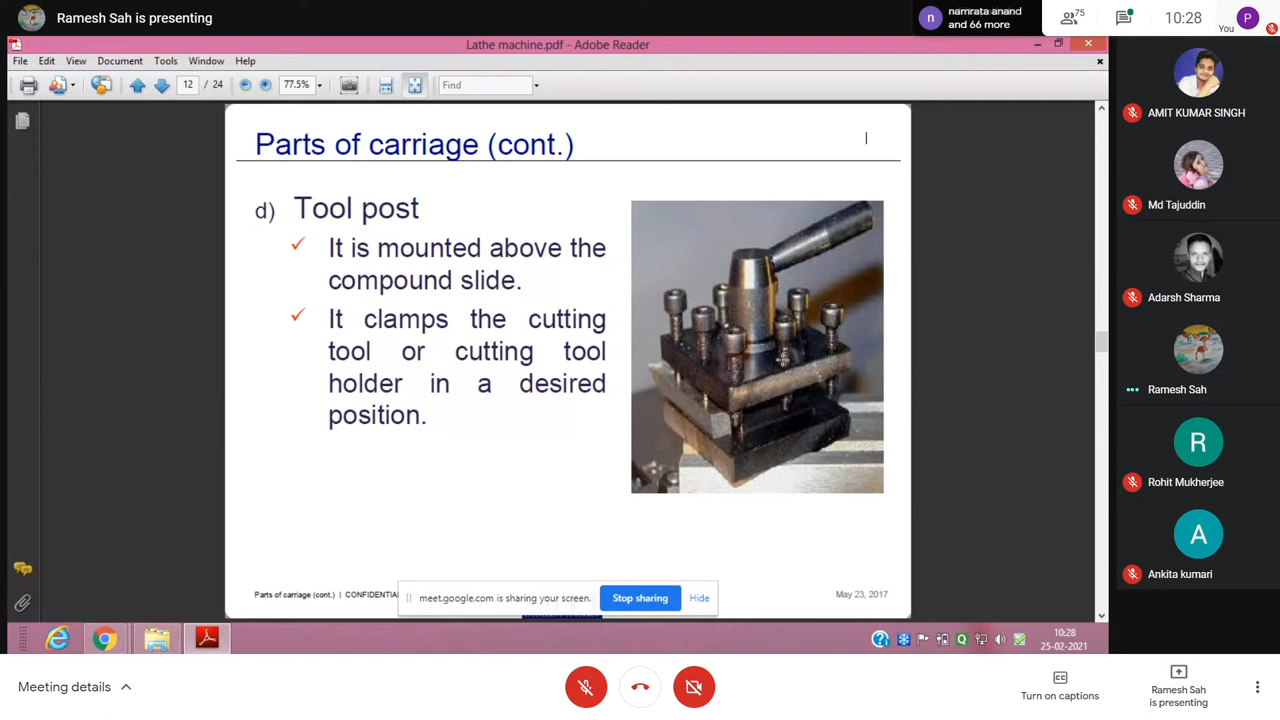 Ramesh Sah is presenting
n
namrata anand
and 66 more
75
10:28
You
P
Lathe machine.pdf - Adobe Reader
File Edit View Document Tools Window Help
12 / 24
77.5%
Find
Parts of carriage (cont.)
d) Tool post
It is mounted above the
compound slide.
It clamps the cutting
tool or cutting tool
holder in a desired
position.
Parts of carriage (cont.) | CONFIDENTIA
meet.google.com is sharing your screen.
Stop sharing
Hide
May 23, 2017
AMIT KUMAR SINGH
Md Tajuddin
Adarsh Sharma
Ramesh Sah
R
Rohit Mukherjee
A
Ankita kumari
10:28
25-02-2021
Meeting details
Turn on captions
Ramesh Sah
is presenting